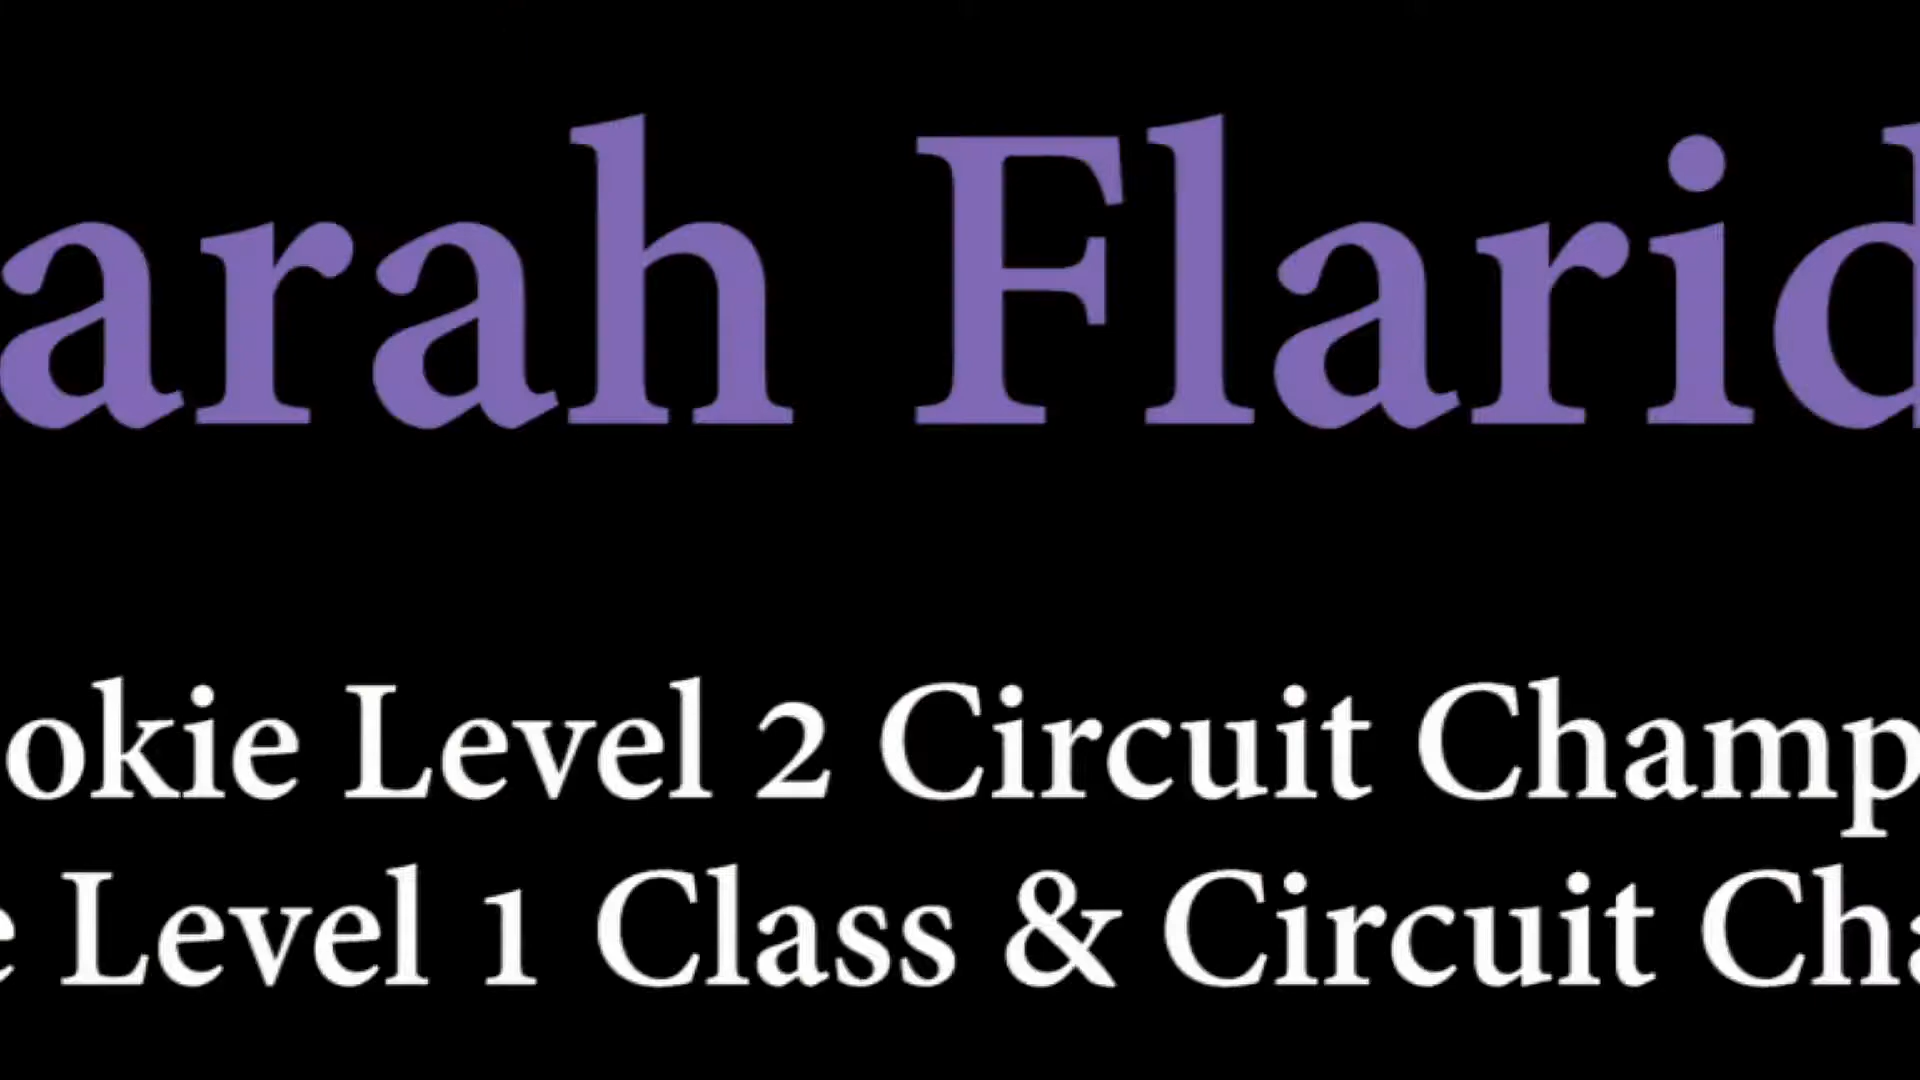 arah Flarid
okie Level 2 Circuit Champ
e Level 1 Class & Circuit Cha